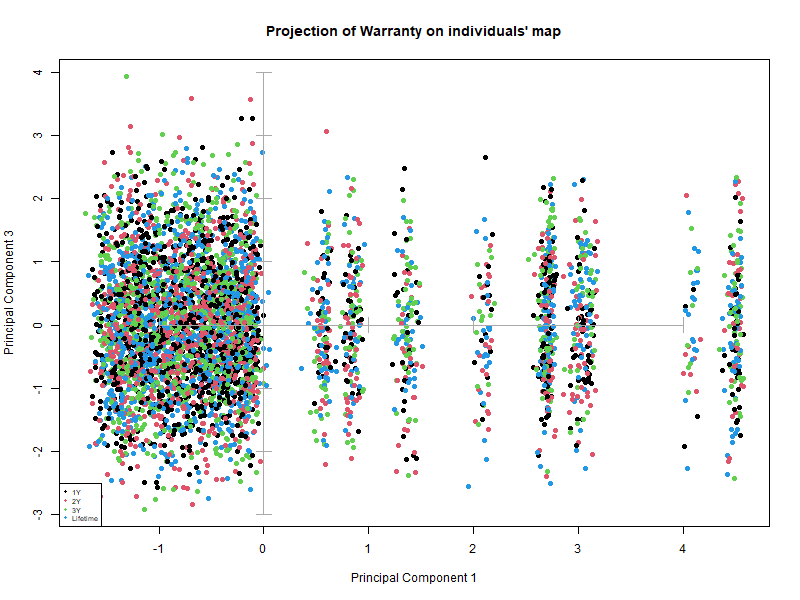 Projection of Warranty on individuals' map
4
3
2
1
0
-1
-2
-3
Principal Component 3
1Y
2Y
3Y
Lifetime
-1 0 1 2 3 4
Principal Component 1